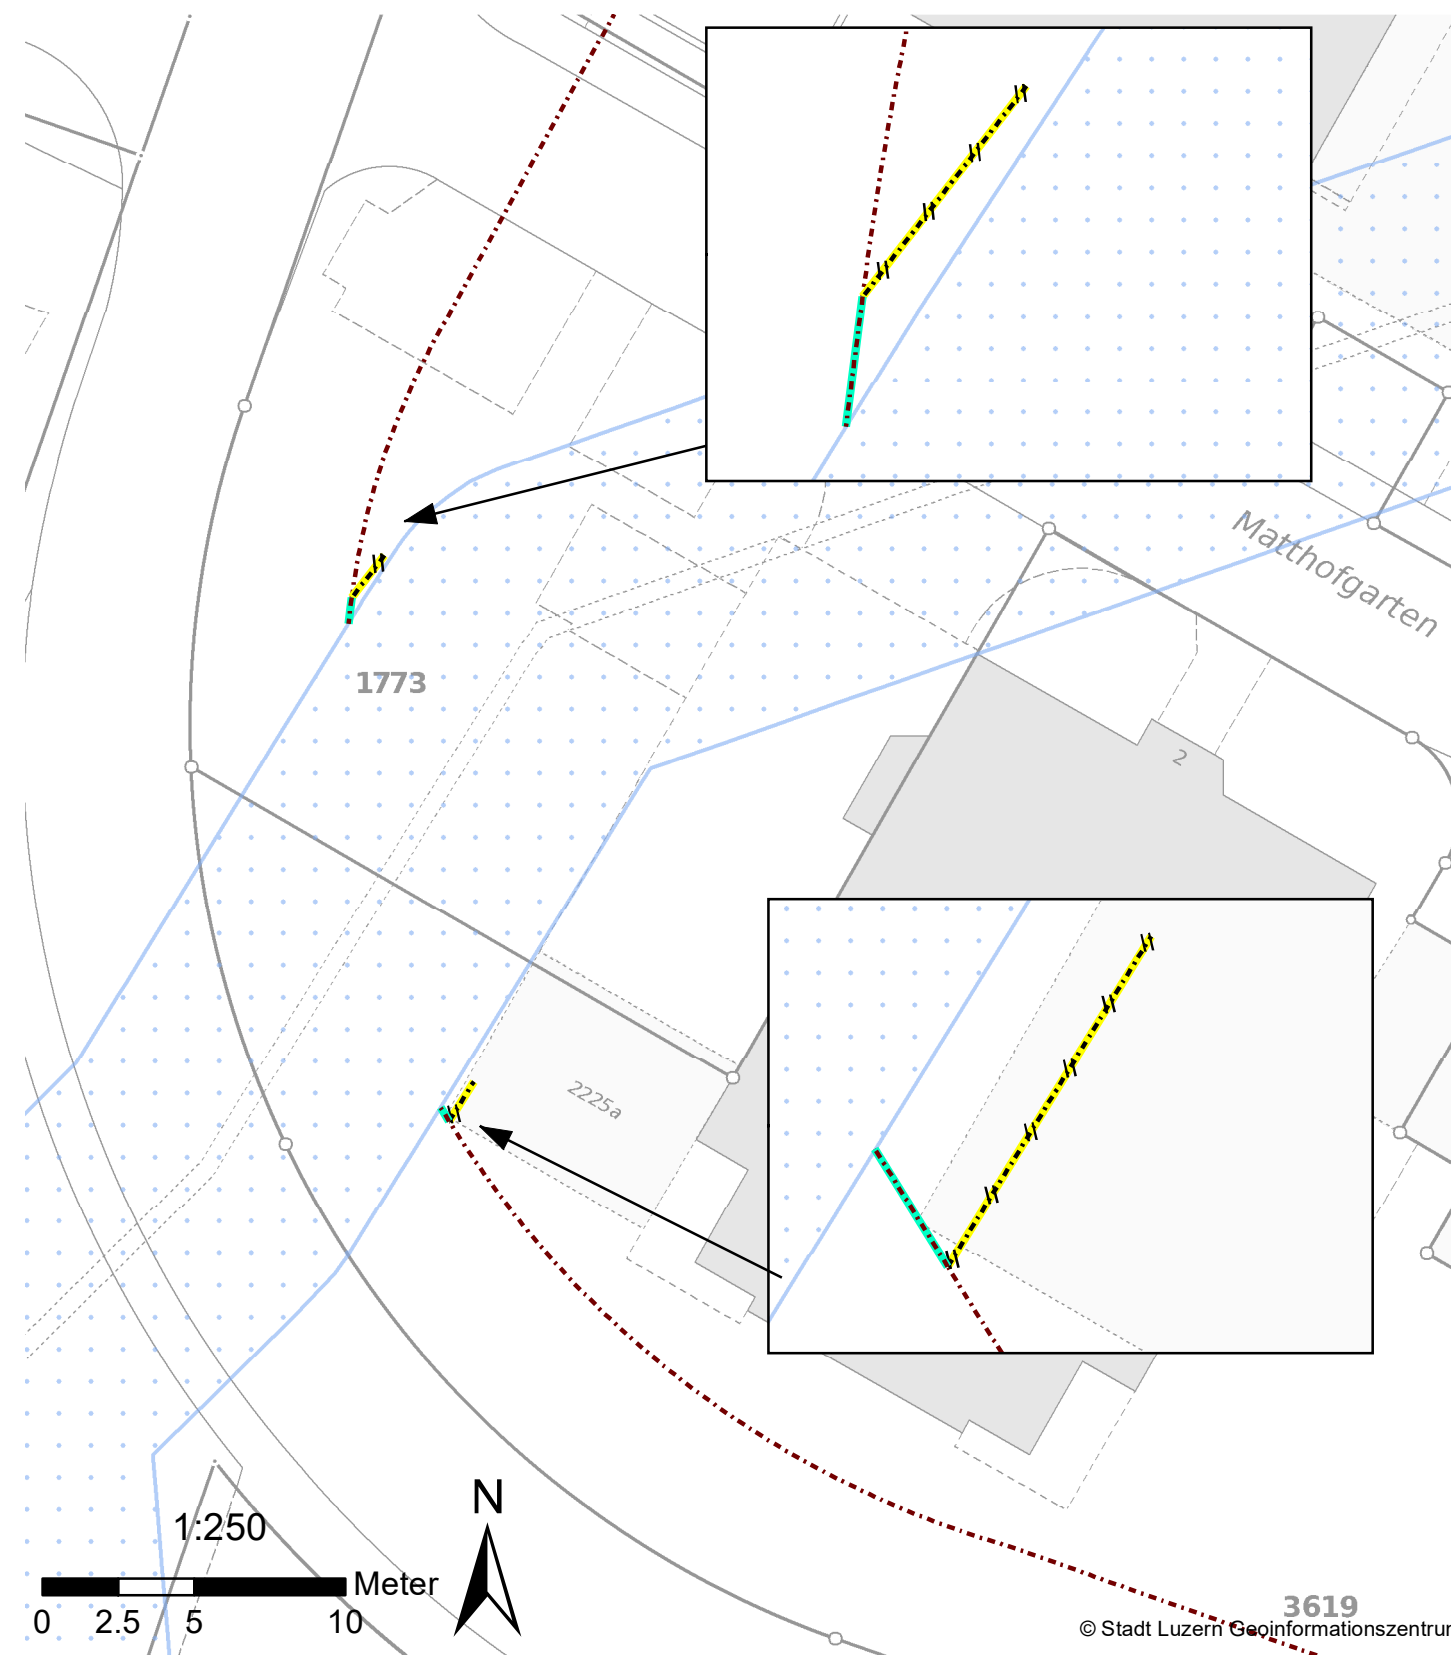 Matthofgarten
1773
2
2225a
N
1:250
Meter
0 2.5 5 10
3619
© Stadt Luzern Geoinformationszentrum